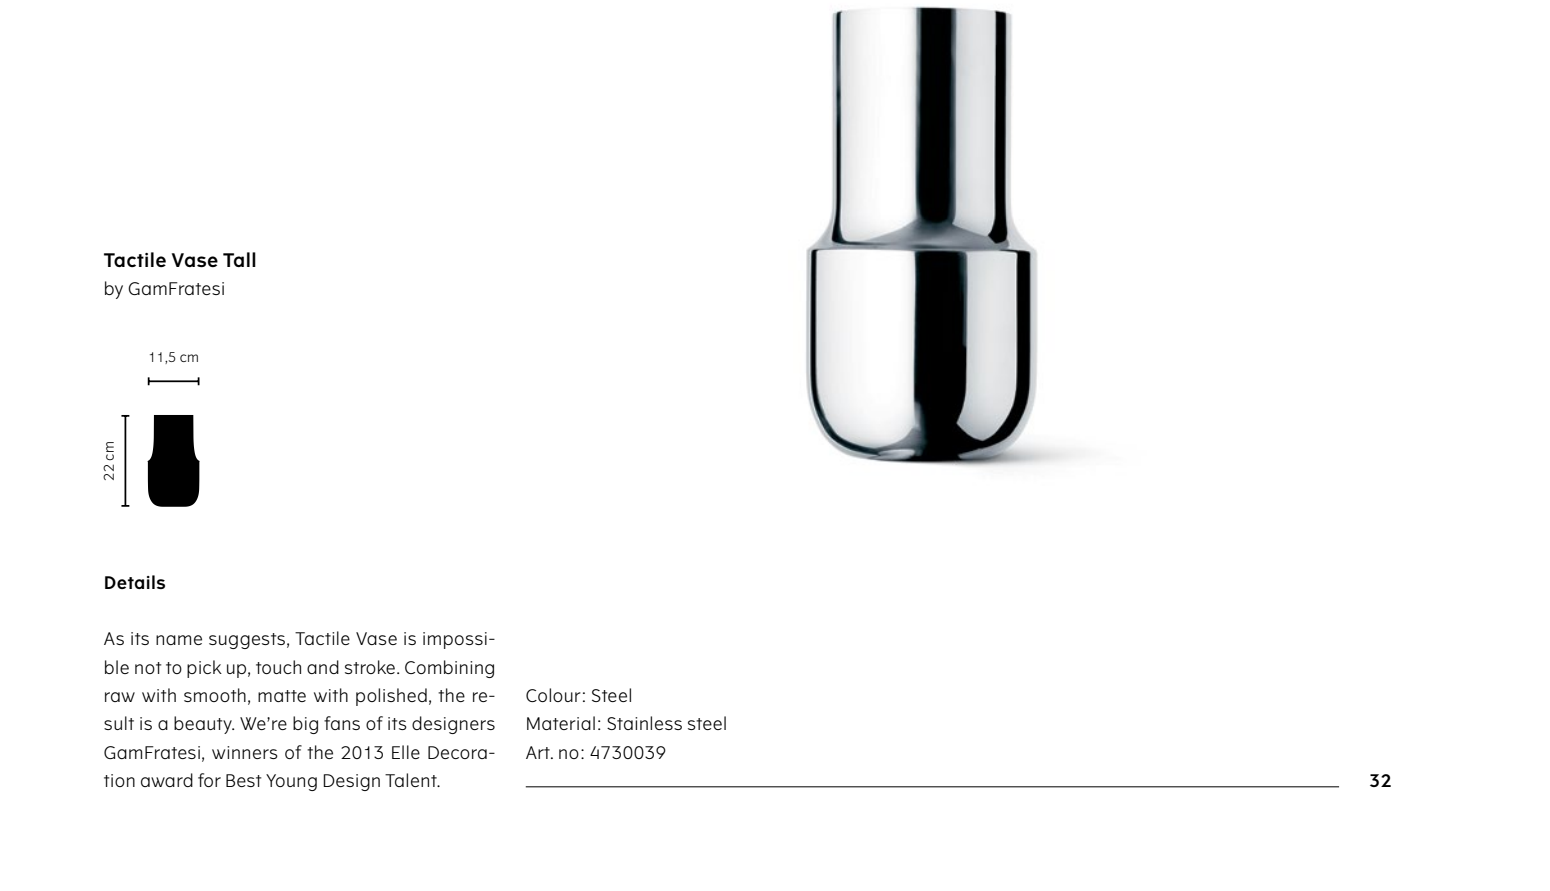 Tactile Vase Tall
by GamFratesi
11,5 cm
22 cm
Details
As its name suggests, Tactile Vase is impossi-
ble not to pick up, touch and stroke. Combining
raw with smooth, matte with polished, the re-
sult is a beauty. We’re big fans of its designers
GamFratesi, winners of the 2013 Elle Decora-
tion award for Best Young Design Talent.
Colour: Steel
Material: Stainless steel
Art. no: 4730039
32